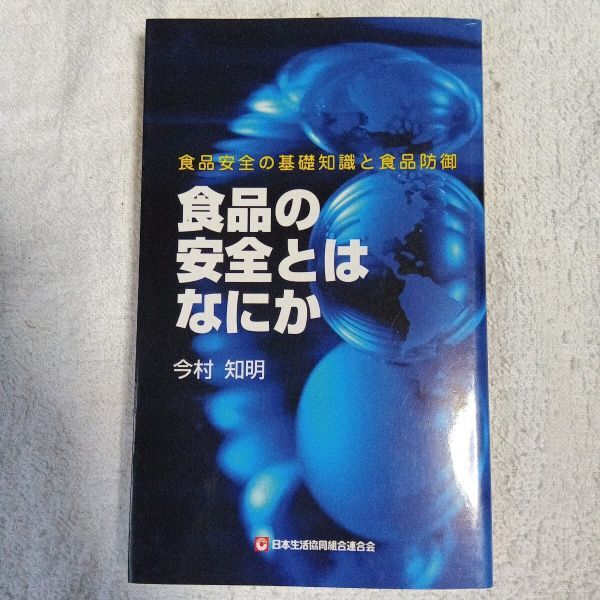 食品安全の基礎知識と食品防御
食品の
安全とは
なにか
今村 知明
日本生活協同組合連合会